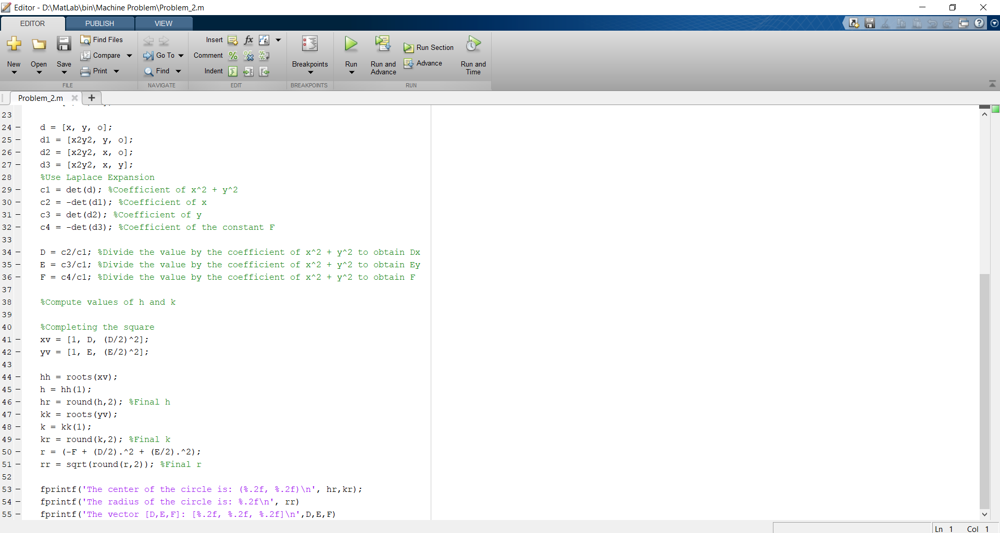 Editor - D:\MatLab\bin\Machine Problem\Problem_2.m
EDITOR PUBLISH VIEW
New
Open
Save
Find Files
Compare
Print
FILE
Go To
Find
NAVIGATE
Insert fx
Comment
Indent
EDIT
Breakpoints
BREAKPOINTS
Run
Run and Advance
Run Section
Advance
Run and Time
RUN
Problem_2.m
23
24 d = [x, y, o];
25 d1 = [x2y2, y, o];
26 d2 = [x2y2, x, o];
27 d3 = [x2y2, x, y];
28 %Use Laplace Expansion
29 c1 = det(d); %Coefficient of x^2 + y^2
30 c2 = -det(d1); %Coefficient of x
31 c3 = det(d2); %Coefficient of y
32 c4 = -det(d3); %Coefficient of the constant F
33
34 D = c2/c1; %Divide the value by the coefficient of x^2 + y^2 to obtain Dx
35 E = c3/c1; %Divide the value by the coefficient of x^2 + y^2 to obtain Ey
36 F = c4/c1; %Divide the value by the coefficient of x^2 + y^2 to obtain F
37
38 %Compute values of h and k
39
40 %Completing the square
41 xv = [1, D, (D/2)^2];
42 yv = [1, E, (E/2)^2];
43
44 hh = roots(xv);
45 h = hh(1);
46 hr = round(h,2); %Final h
47 kk = roots(yv);
48 k = kk(1);
49 kr = round(k,2); %Final k
50 r = (-F + (D/2).^2 + (E/2).^2);
51 rr = sqrt(round(r,2)); %Final r
52
53 fprintf('The center of the circle is: (%.2f, %.2f)\n', hr,kr);
54 fprintf('The radius of the circle is: %.2f\n', rr)
55 fprintf('The vector [D,E,F]: [%.2f, %.2f, %.2f]\n',D,E,F)
Ln 1 Col 1